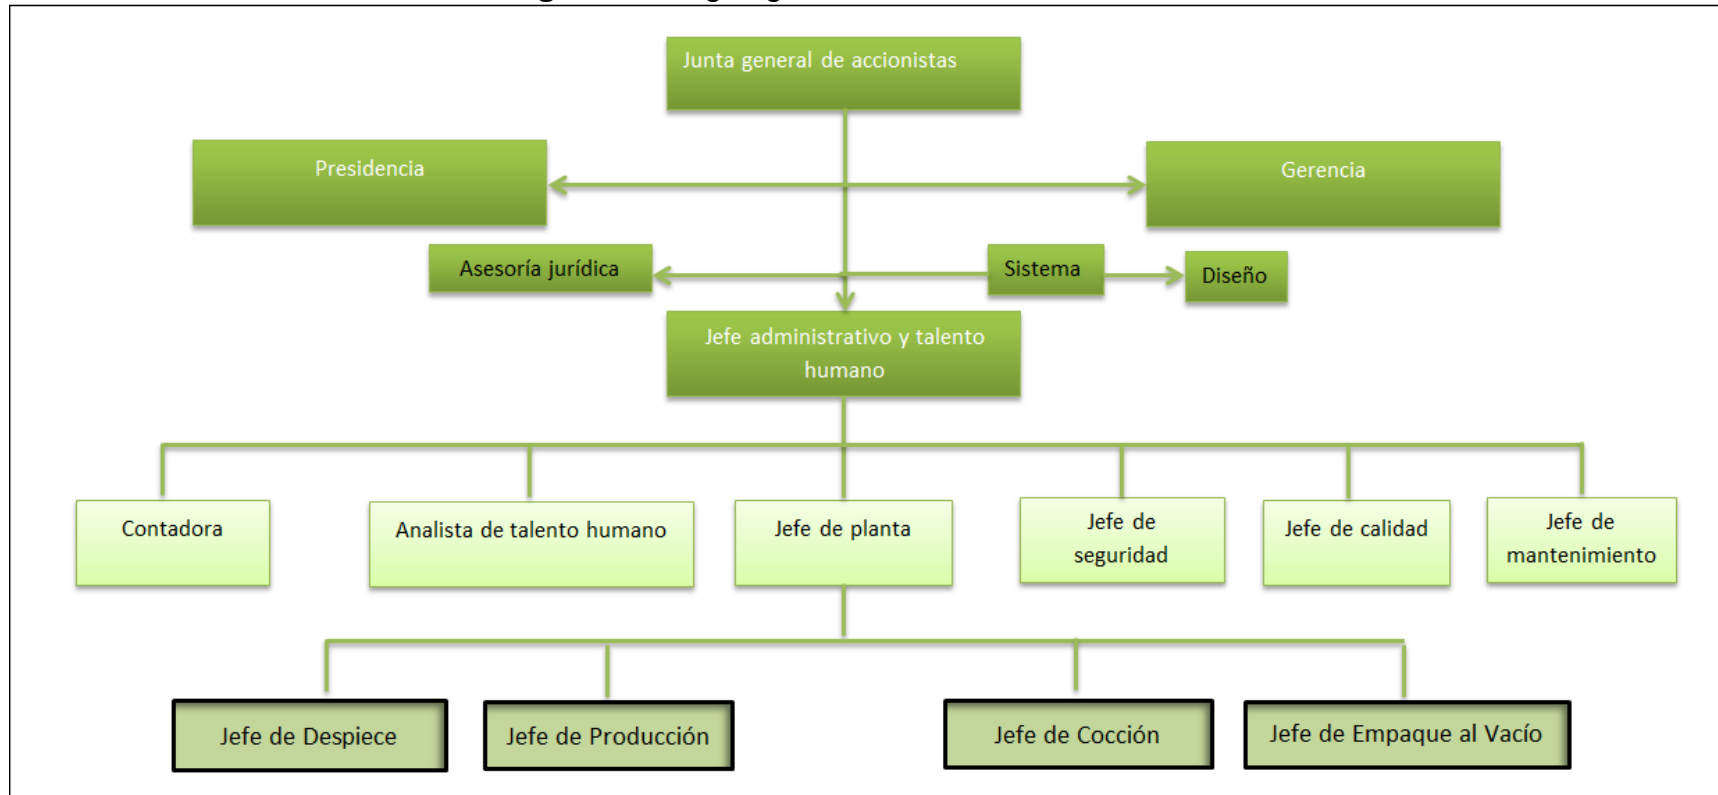 Junta general de accionistas
Presidencia
Gerencia
Asesoría jurídica
Sistema
Diseño
Jefe administrativo y talento
humano
Contadora
Analista de talento humano
Jefe de planta
Jefe de
seguridad
Jefe de calidad
Jefe de
mantenimiento
Jefe de Despiece
Jefe de Producción
Jefe de Cocción
Jefe de Empaque al Vacío